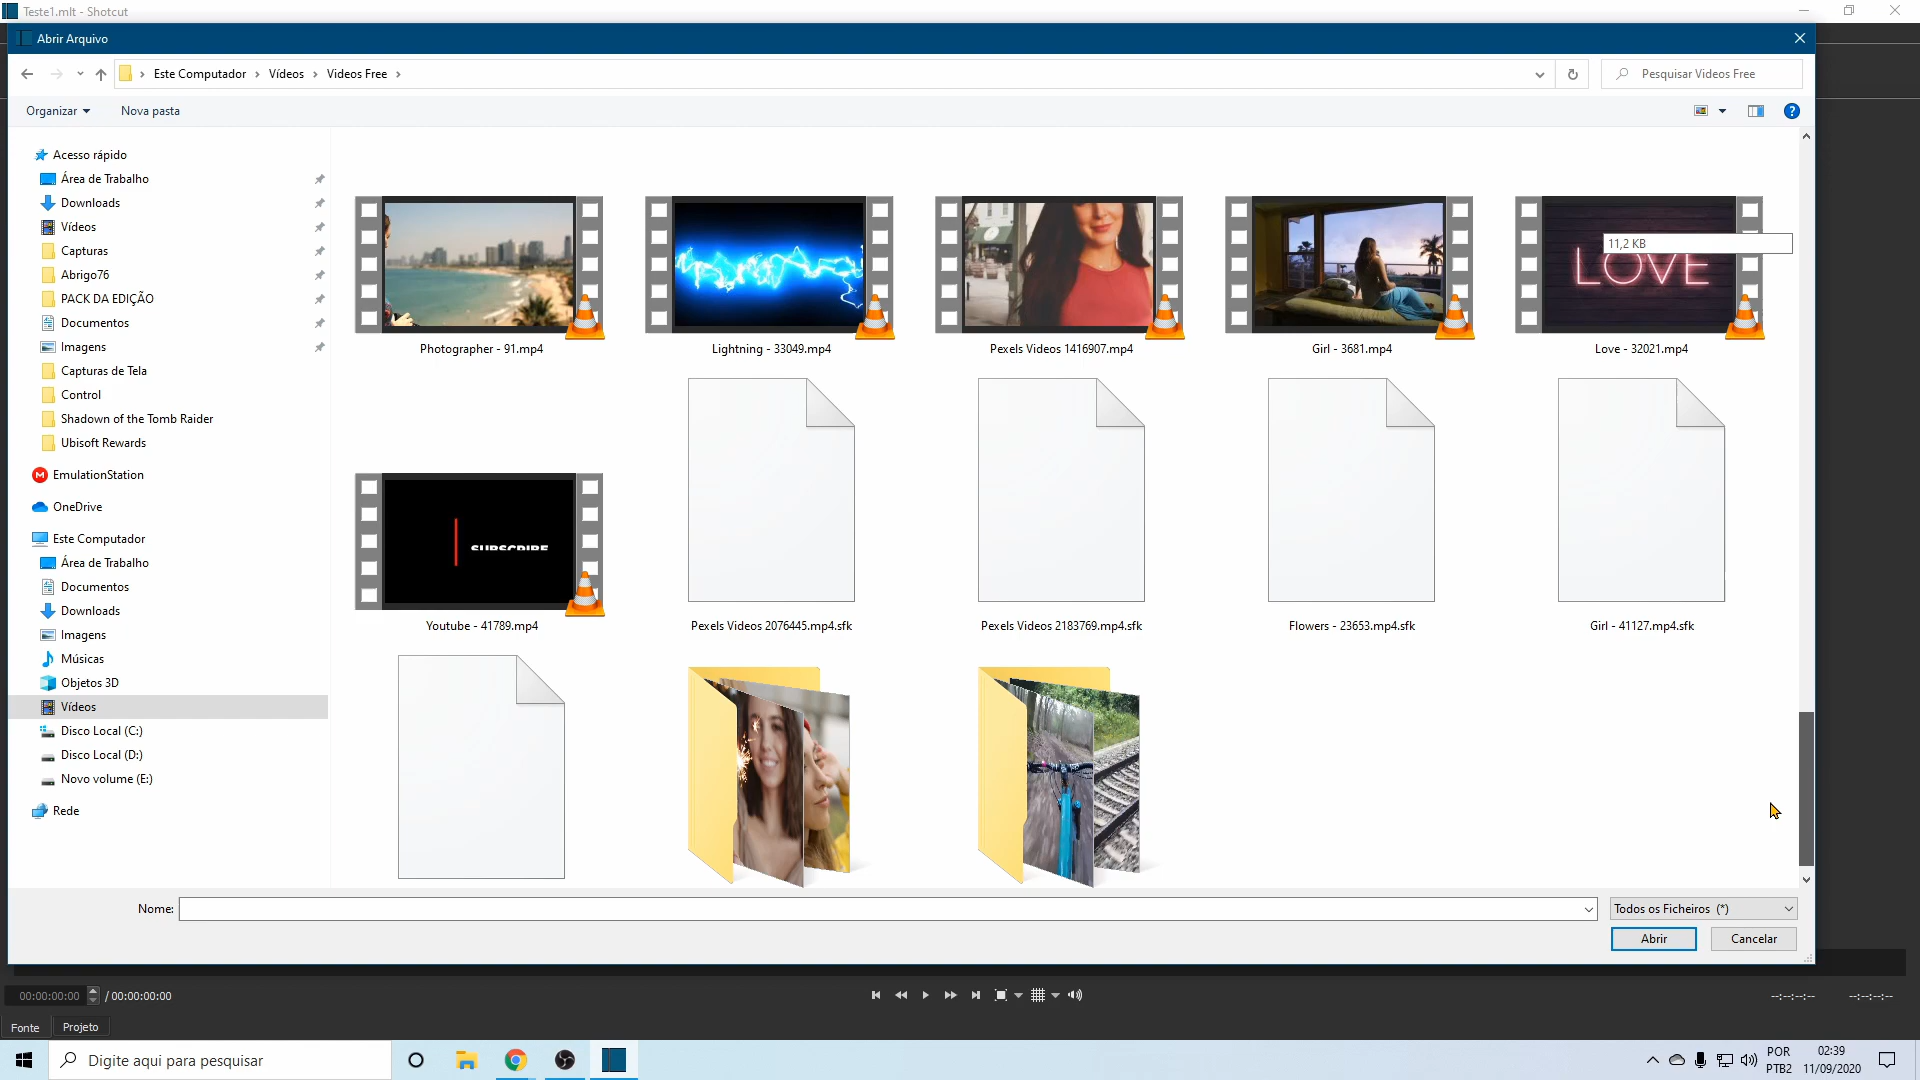 Teste1.mlt - Shotcut
Abrir Arquivo
Este Computador > Vídeos > Videos Free >
Pesquisar Videos Free
Organizar
Nova pasta
Acesso rápido
Área de Trabalho
Downloads
Vídeos
Capturas
Abrigo76
PACK DA EDIÇÃO
Documentos
Imagens
Capturas de Tela
Control
Shadown of the Tomb Raider
Ubisoft Rewards
EmulationStation
OneDrive
Este Computador
Área de Trabalho
Documentos
Downloads
Imagens
Músicas
Objetos 3D
Vídeos
Disco Local (C:)
Disco Local (D:)
Novo volume (E:)
Rede
11,2 KB
LOVE
Photographer - 91.mp4
Lightning - 33049.mp4
Pexels Videos 1416907.mp4
Girl - 3681.mp4
Love - 32021.mp4
SUBSCRIBE
Youtube - 41789.mp4
Pexels Videos 2076445.mp4.sfk
Pexels Videos 2183769.mp4.sfk
Flowers - 23653.mp4.sfk
Girl - 41127.mp4.sfk
Nome:
Todos os Ficheiros (*)
Abrir
Cancelar
00:00:00:00 / 00:00:00:00
--:--:--:--
--:--:--:--
Fonte
Projeto
Digite aqui para pesquisar
POR
PTB2
02:39
11/09/2020